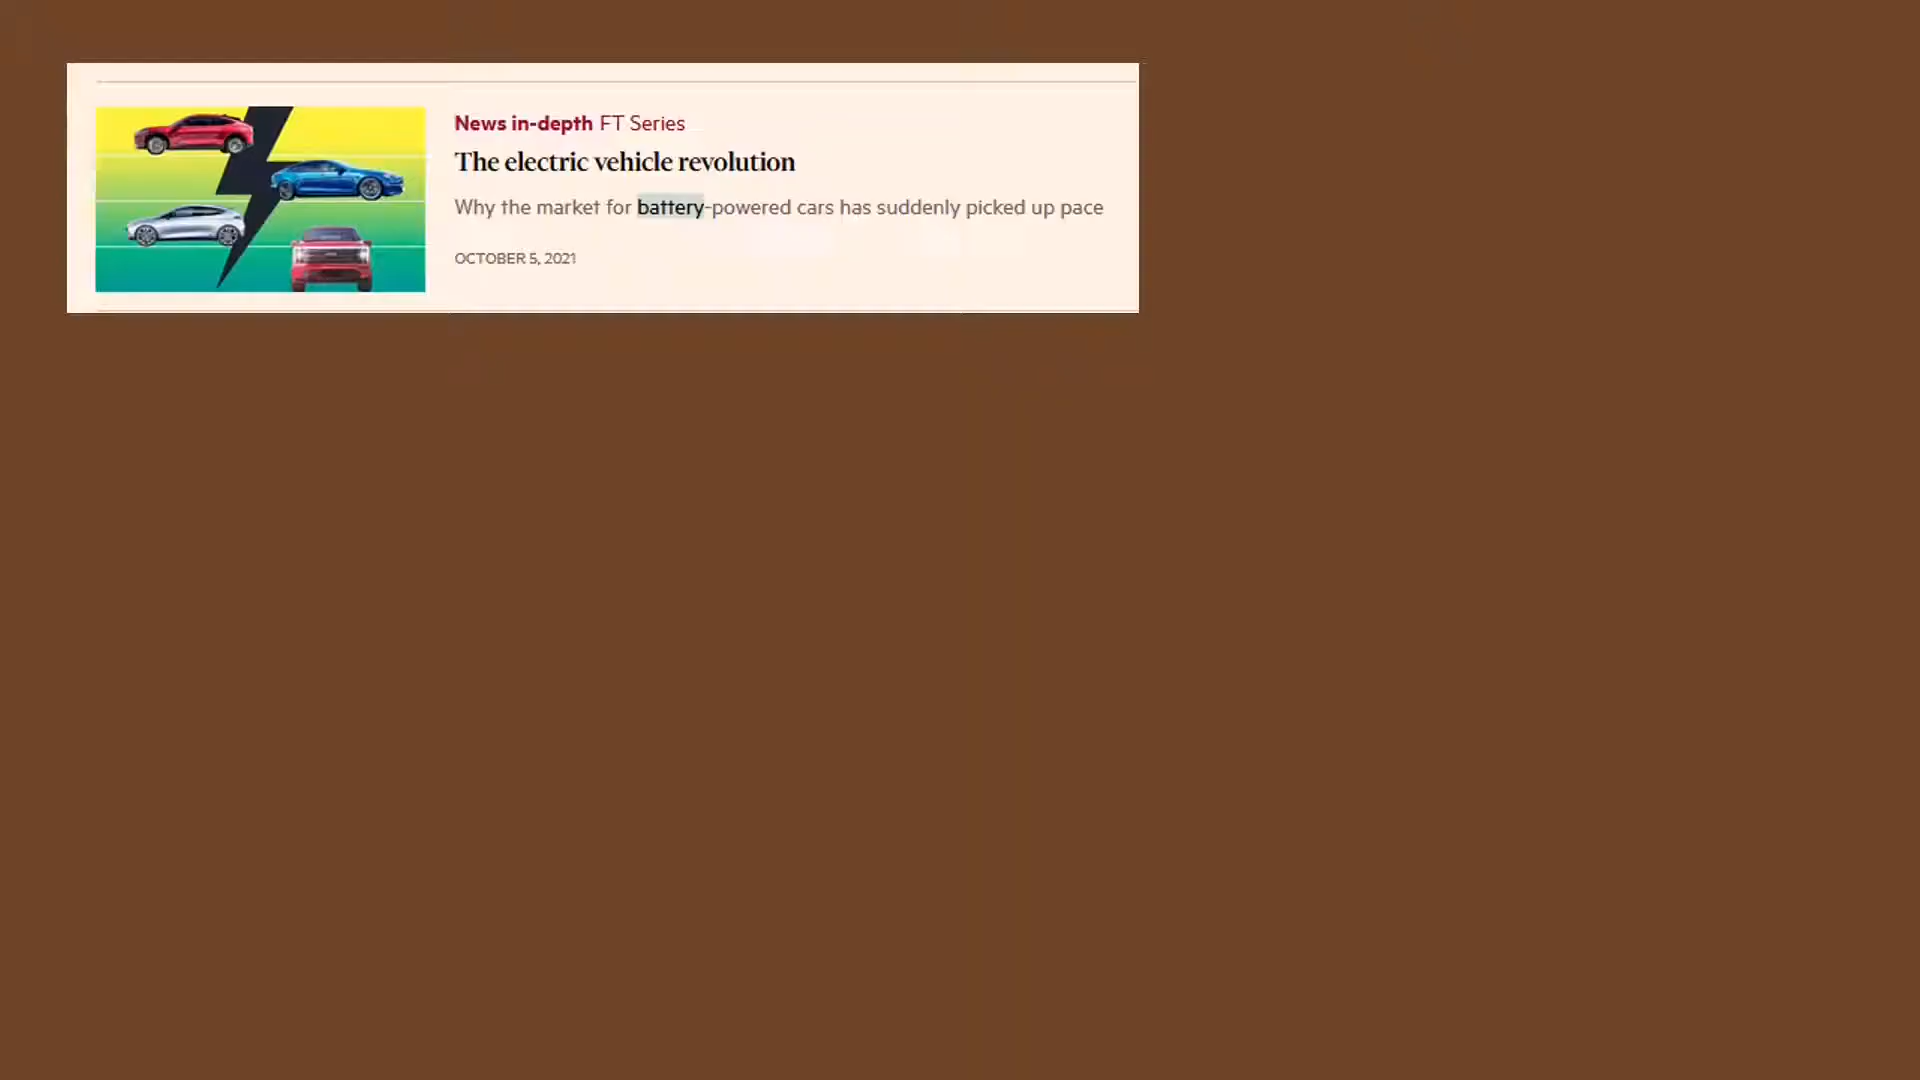 News in-depth FT Series
The electric vehicle revolution
Why the market for battery-powered cars has suddenly picked up pace
OCTOBER 5, 2021